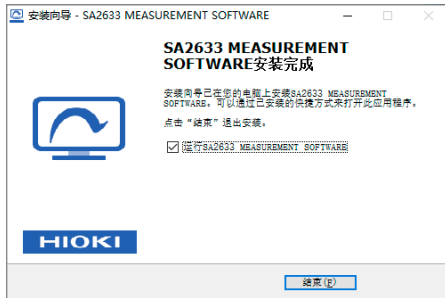 安装向导 - SA2633 MEASUREMENT SOFTWARE
SA2633 MEASUREMENT
SOFTWARE安装完成
安装向导已在您的电脑上安装SA2633 MEASUREMENT
SOFTWARE。可以通过已安装的快捷方式来打开此应用程序。
点击“结束”退出安装。
运行SA2633 MEASUREMENT SOFTWARE
HIOKI
结束(F)